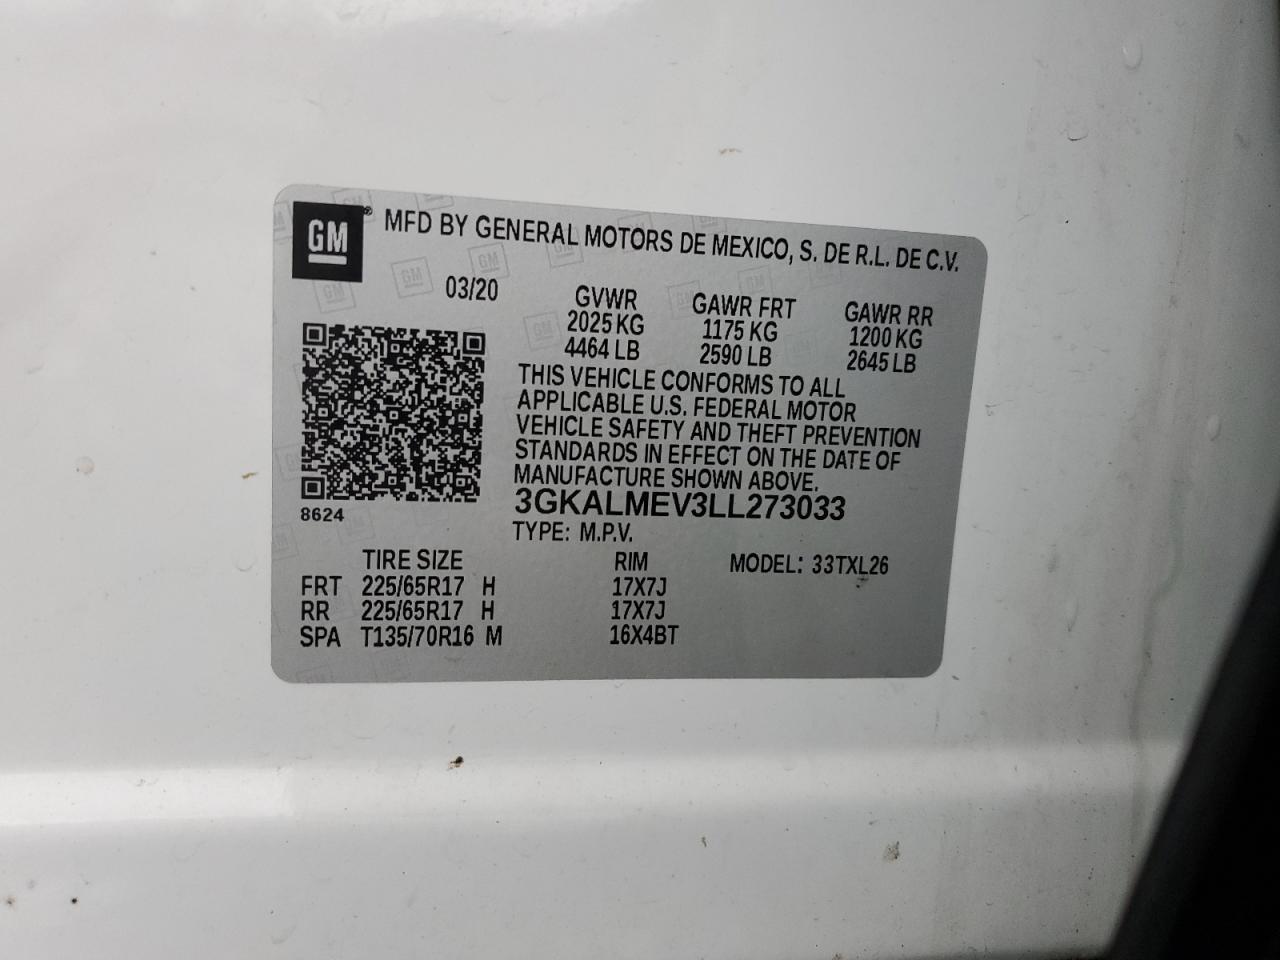 GM® MFD BY GENERAL MOTORS DE MEXICO, S. DE R.L. DE C.V.
03/20
GVWR GAWR FRT GAWR RR
2025 KG 1175 KG 1200 KG
4464 LB 2590 LB 2645 LB
THIS VEHICLE CONFORMS TO ALL
APPLICABLE U.S. FEDERAL MOTOR
VEHICLE SAFETY AND THEFT PREVENTION
STANDARDS IN EFFECT ON THE DATE OF
MANUFACTURE SHOWN ABOVE.
8624
3GKALMEV3LL273033
TYPE: M.P.V.
TIRE SIZE RIM MODEL: 33TXL26
FRT 225/65R17 H 17X7J
RR 225/65R17 H 17X7J
SPA T135/70R16 M 16X4BT